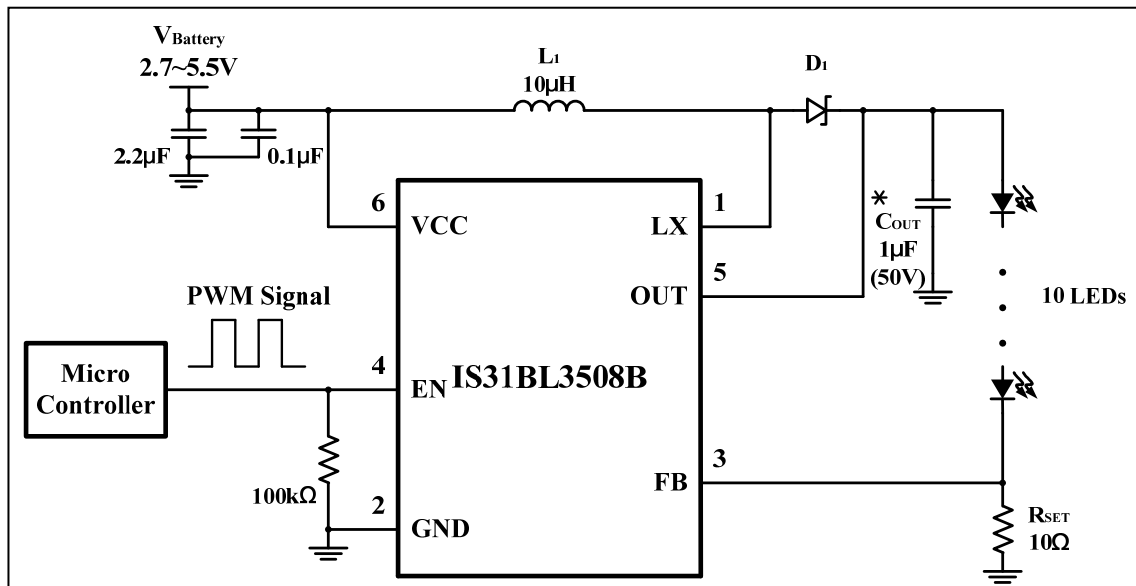 VBattery
2.7~5.5V
L1
10μH
D1
2.2μF
0.1μF
6
VCC
1
LX
*
COUT
1μF
(50V)
5
OUT
10 LEDs
PWM Signal
4
EN
IS31BL3508B
Micro
Controller
3
FB
100kΩ
2
GND
RSET
10Ω